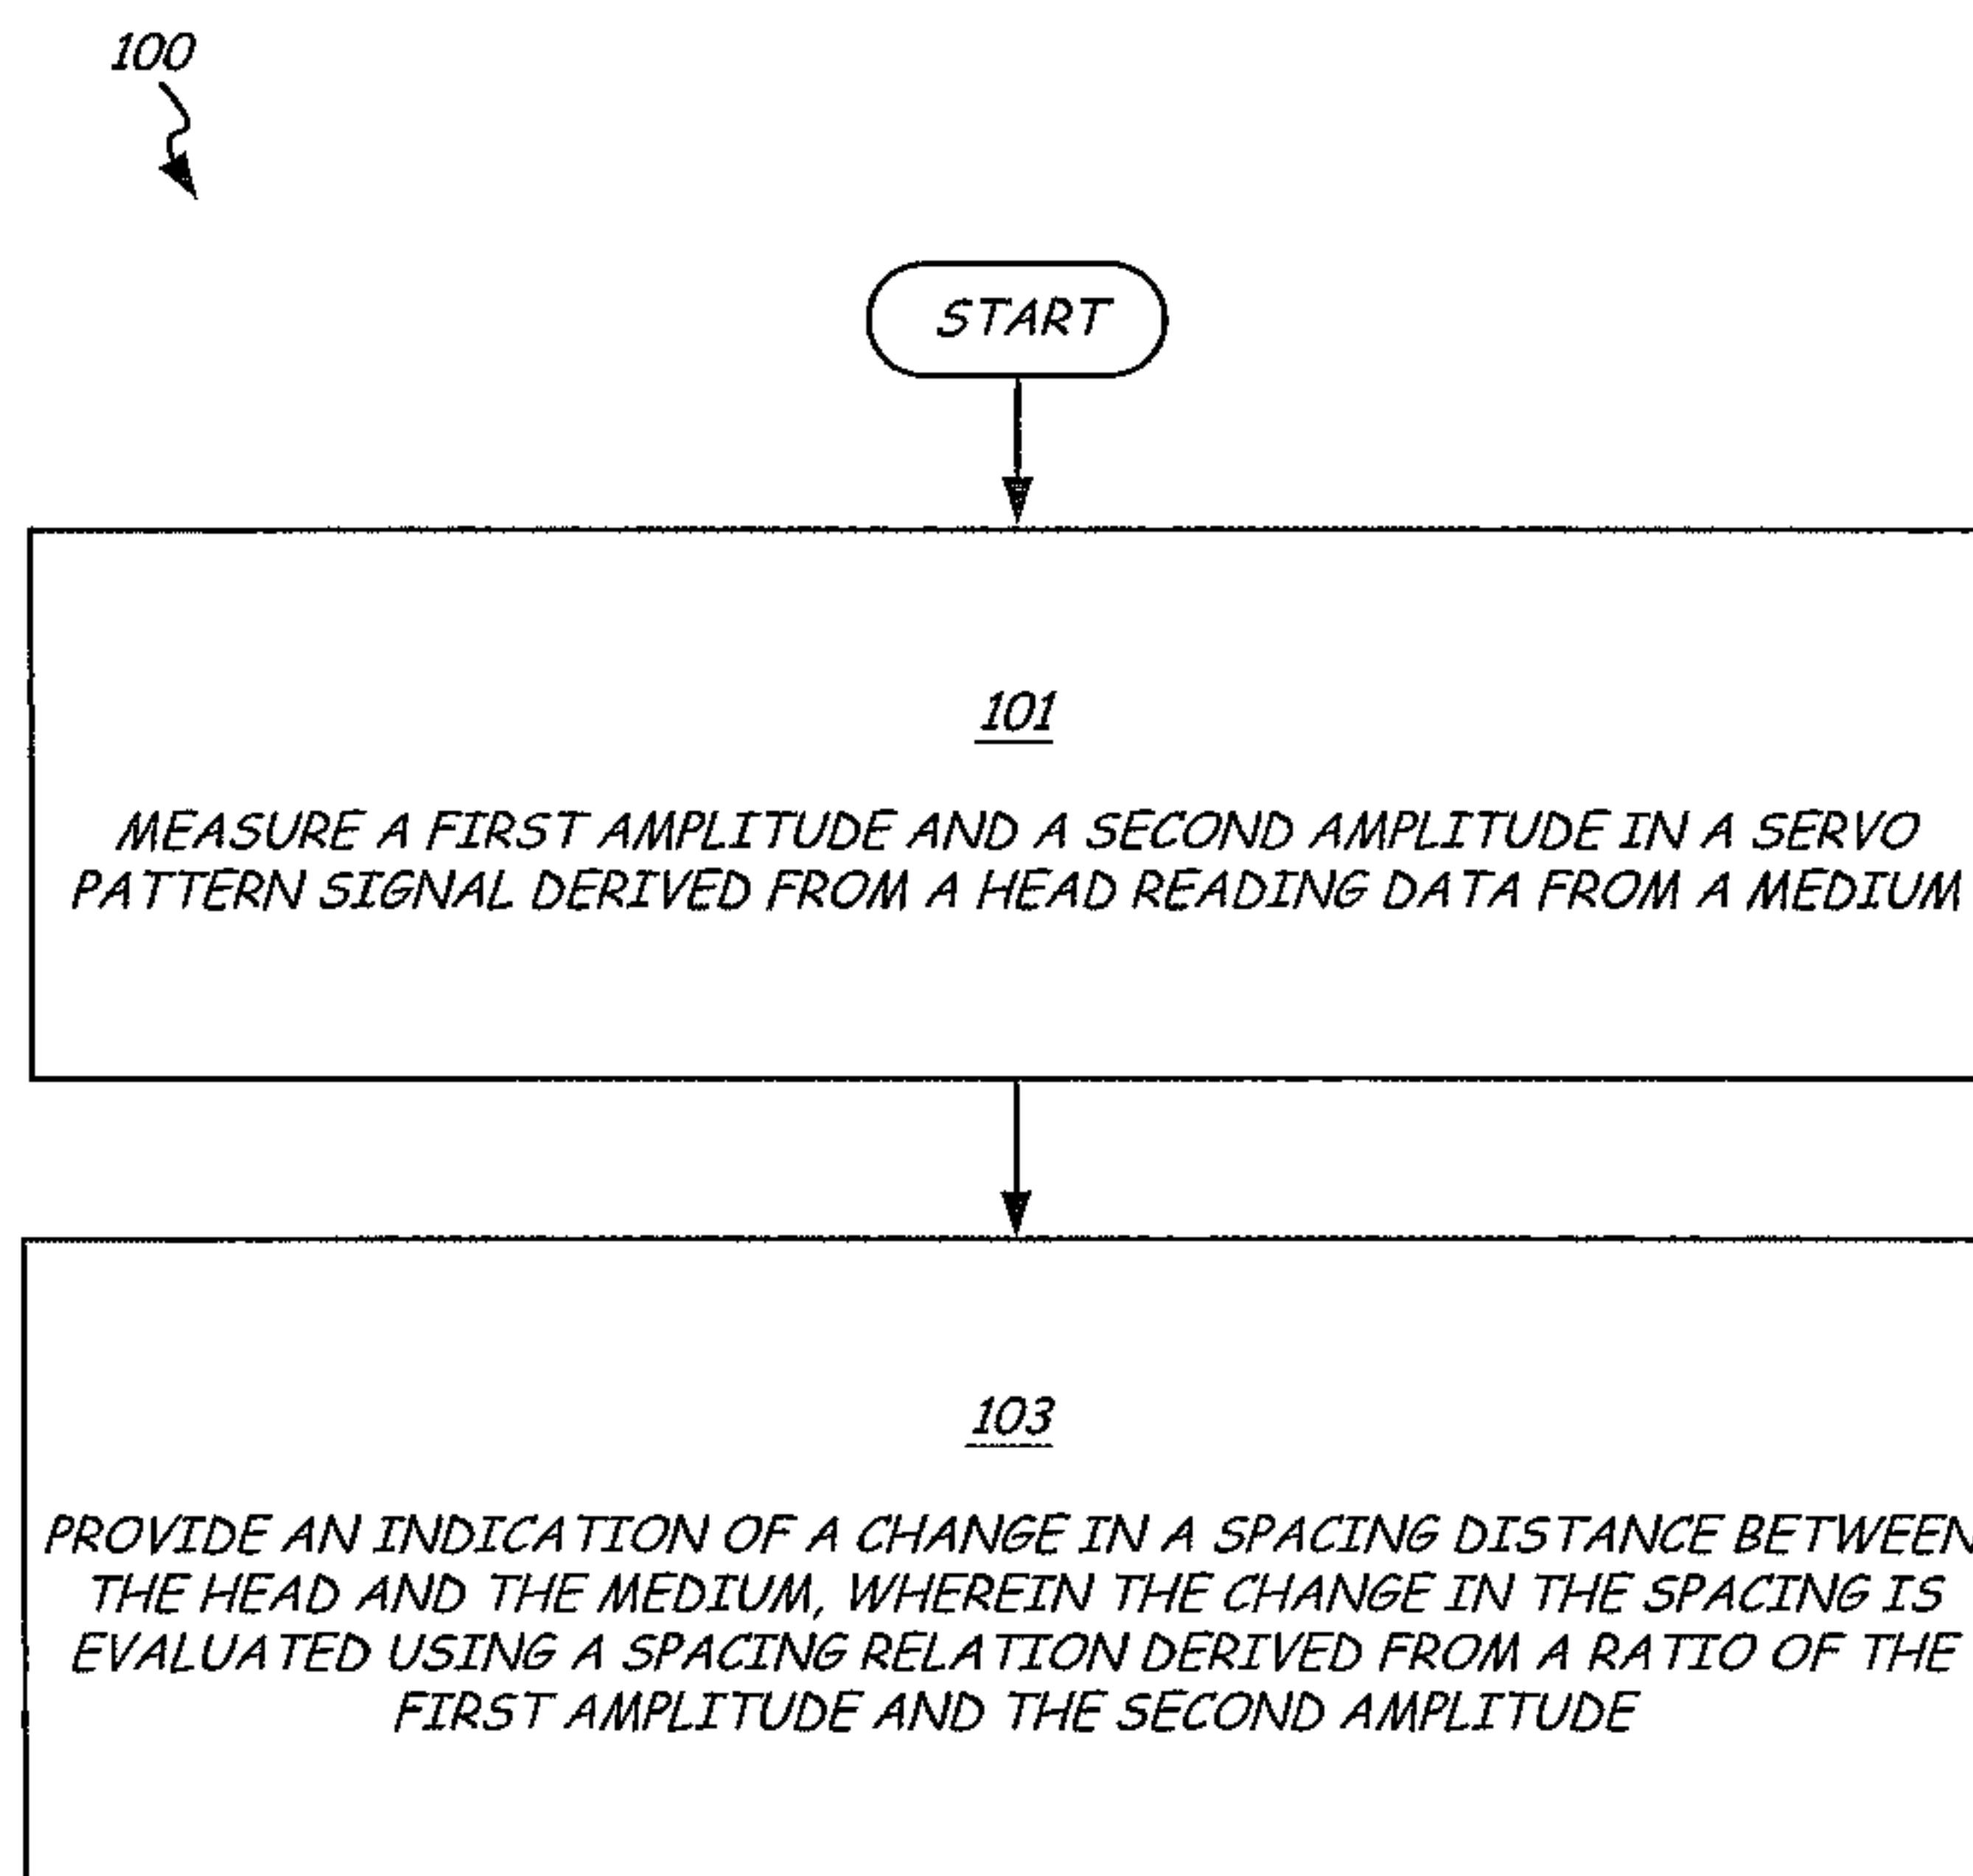 100
START
101
MEASURE A FIRST AMPLITUDE AND A SECOND AMPLITUDE IN A SERVO
PATTERN SIGNAL DERIVED FROM A HEAD READING DATA FROM A MEDIUM
103
PROVIDE AN INDICATION OF A CHANGE IN A SPACING DISTANCE BETWEEN
THE HEAD AND THE MEDIUM, WHEREIN THE CHANGE IN THE SPACING IS
EVALUATED USING A SPACING RELATION DERIVED FROM A RATIO OF THE
FIRST AMPLITUDE AND THE SECOND AMPLITUDE